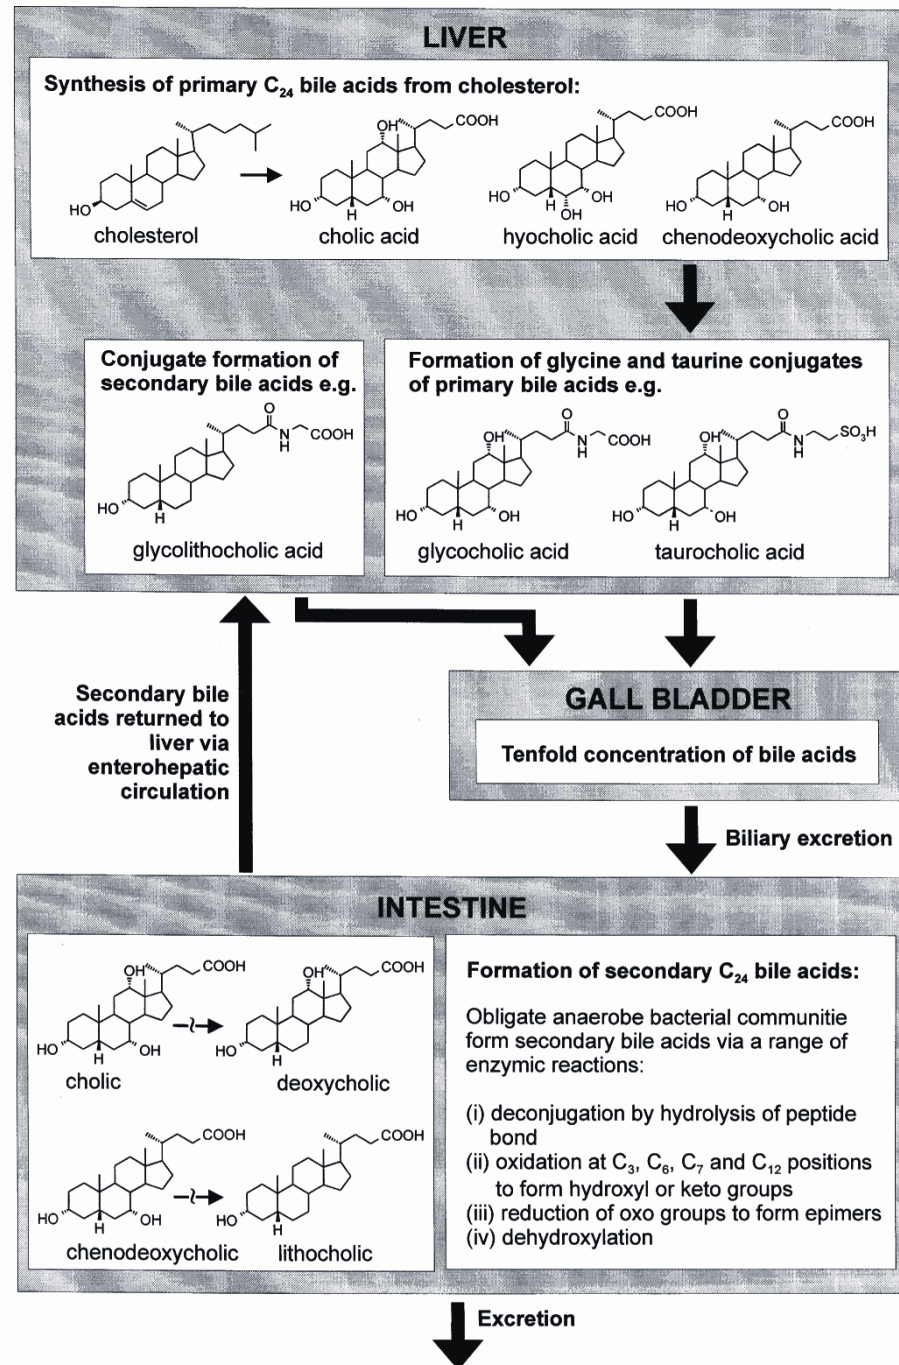 LIVER
Synthesis of primary C₂₄ bile acids from cholesterol:
HO
cholesterol
OH
COOH
HO
H
OH
cholic acid
COOH
HO
H
OH
OH
hyocholic acid
COOH
HO
H
OH
chenodeoxycholic acid
Conjugate formation of
secondary bile acids e.g.
O
N
H
COOH
HO
H
glycolithocholic acid
Formation of glycine and taurine conjugates
of primary bile acids e.g.
OH
O
N
H
COOH
HO
H
OH
glycocholic acid
OH
O
N
H
SO₃H
HO
H
OH
taurocholic acid
Secondary bile
acids returned to
liver via
enterohepatic
circulation
GALL BLADDER
Tenfold concentration of bile acids
Biliary excretion
INTESTINE
OH
COOH
HO
H
OH
cholic
OH
COOH
HO
H
deoxycholic
COOH
HO
H
OH
chenodeoxycholic
COOH
HO
H
lithocholic
Formation of secondary C₂₄ bile acids:
Obligate anaerobe bacterial communitie
form secondary bile acids via a range of
enzymic reactions:
(i) deconjugation by hydrolysis of peptide
bond
(ii) oxidation at C₃, C₆, C₇ and C₁₂ positions
to form hydroxyl or keto groups
(iii) reduction of oxo groups to form epimers
(iv) dehydroxylation
Excretion